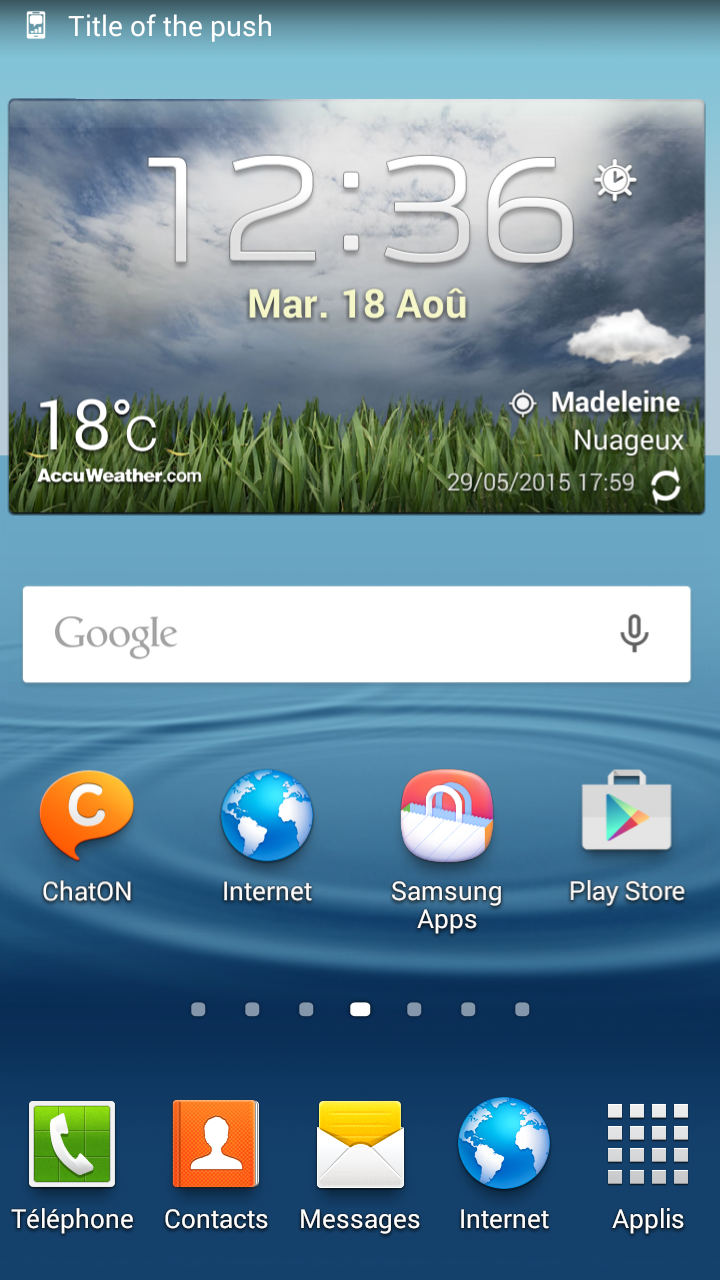 Title of the push
12:36
Mar. 18 Aoû
18°C
Madeleine
Nuageux
AccuWeather.com
29/05/2015 17:59
Google
C
ChatON
Internet
Samsung
Apps
Play Store
Téléphone
Contacts
Messages
Internet
Applis